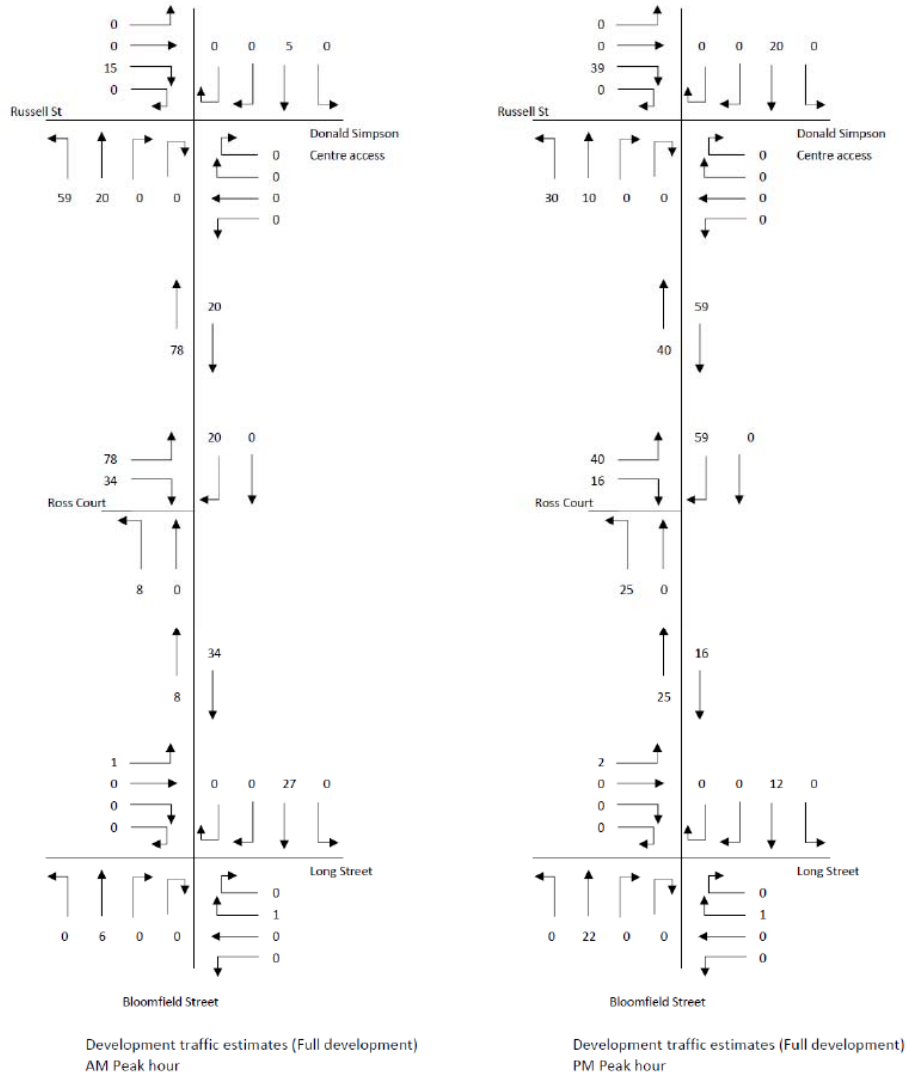 0
0 0 0 5 0
15
0
Russell St
Donald Simpson
Centre access
0
0
59 20 0 0 0
0
20
78
20 0
78
34
Ross Court
8 0
34
8
1
0 0 0 27 0
0
0
Long Street
0
1
0 6 0 0 0
0
Bloomfield Street
Development traffic estimates (Full development)
AM Peak hour
0
0 0 0 20 0
39
0
Russell St
Donald Simpson
Centre access
0
0
30 10 0 0 0
0
59
40
59 0
40
16
Ross Court
25 0
16
25
2
0 0 0 12 0
0
0
Long Street
0
1
0 22 0 0 0
0
Bloomfield Street
Development traffic estimates (Full development)
PM Peak hour